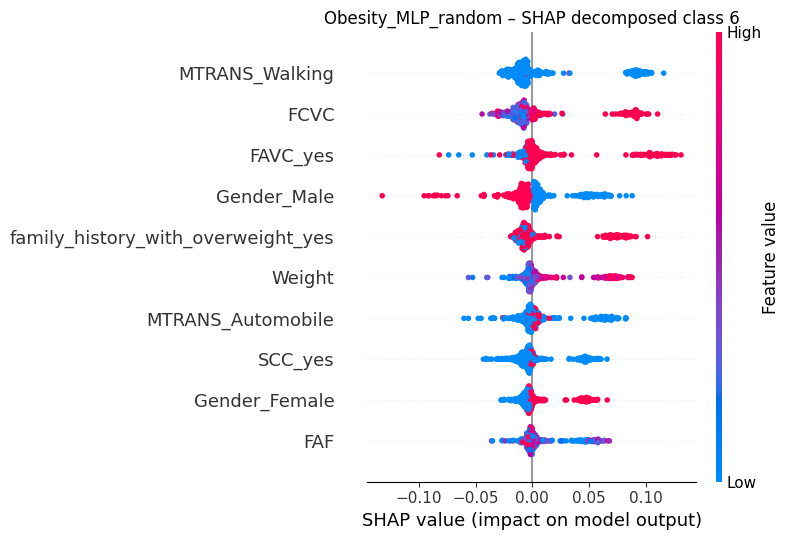 Obesity_MLP_random – SHAP decomposed class 6
High
MTRANS_Walking
FCVC
FAVC_yes
Gender_Male
family_history_with_overweight_yes
Weight
MTRANS_Automobile
SCC_yes
Gender_Female
FAF
Feature value
Low
−0.10 −0.05 0.00 0.05 0.10
SHAP value (impact on model output)